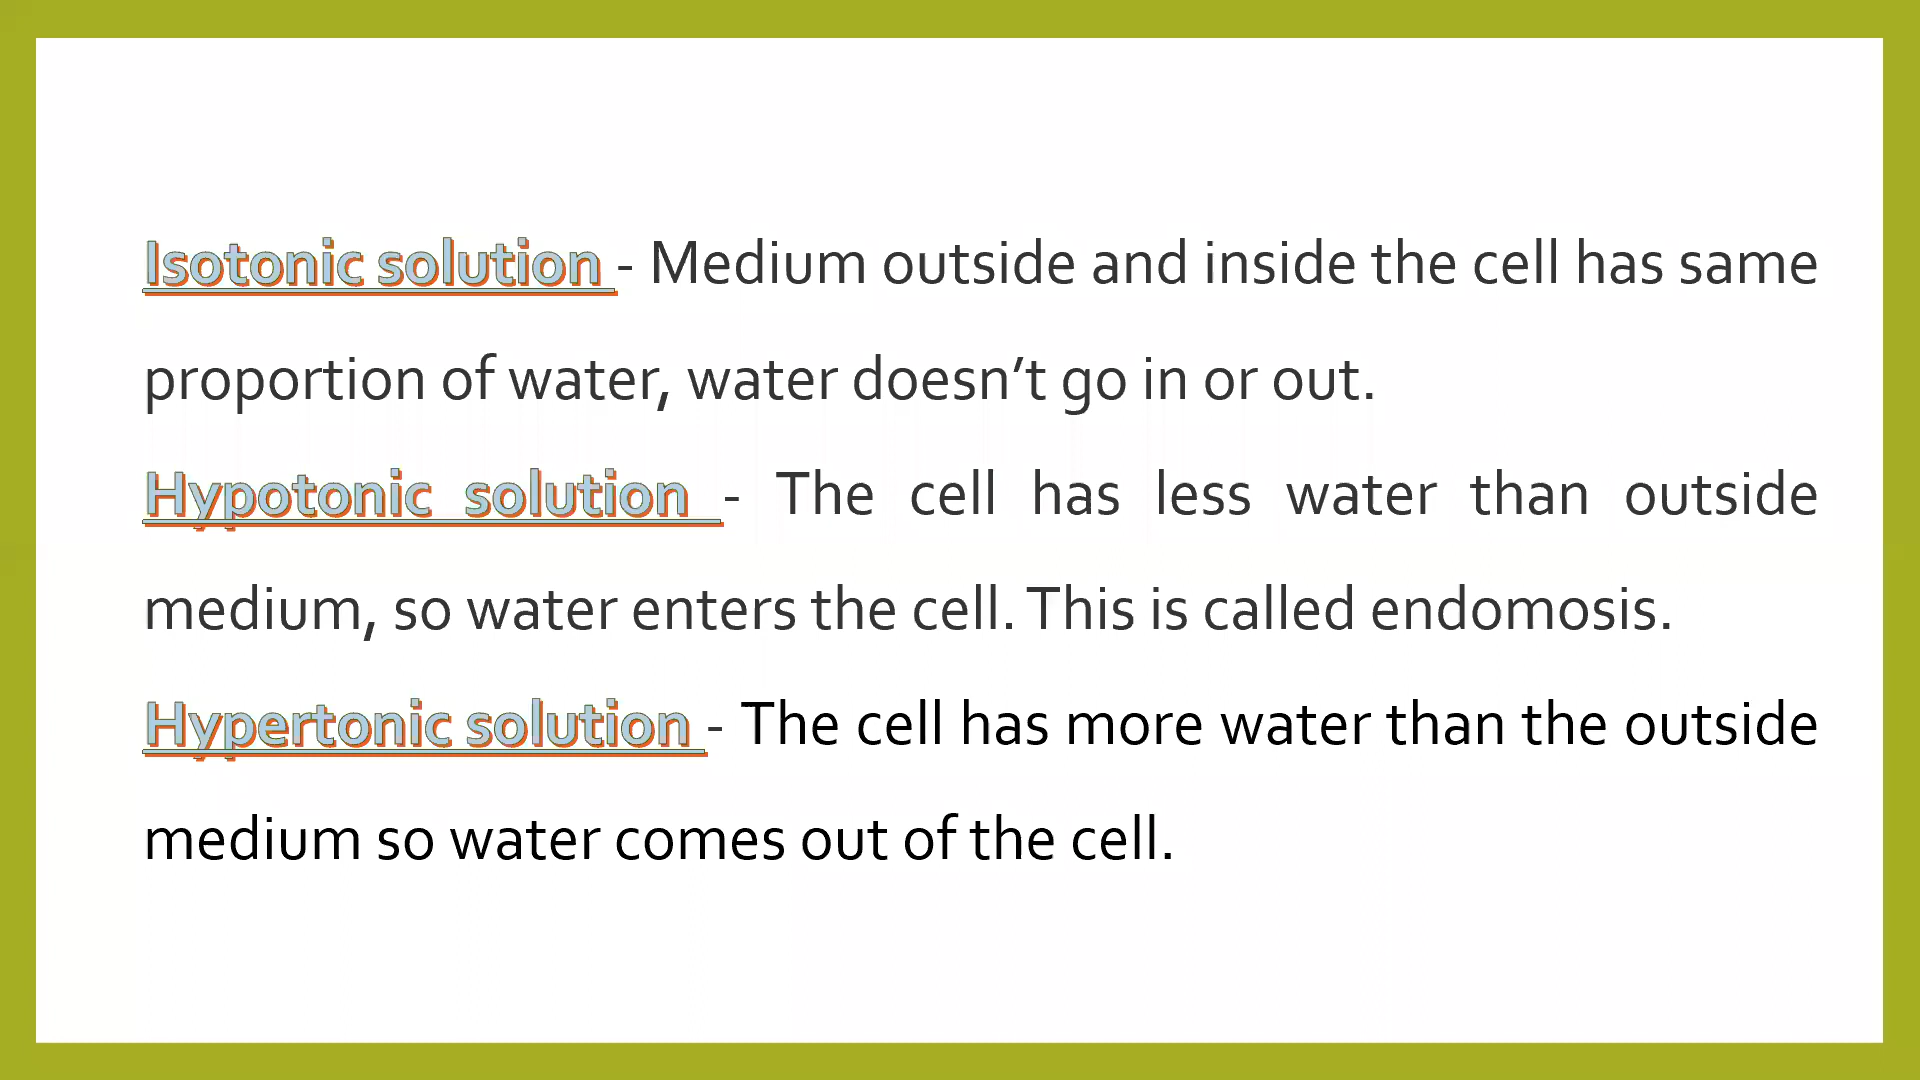 Isotonic solution - Medium outside and inside the cell has same
proportion of water, water doesn’t go in or out.
Hypotonic solution - The cell has less water than outside
medium, so water enters the cell. This is called endomosis.
Hypertonic solution - The cell has more water than the outside
medium so water comes out of the cell.